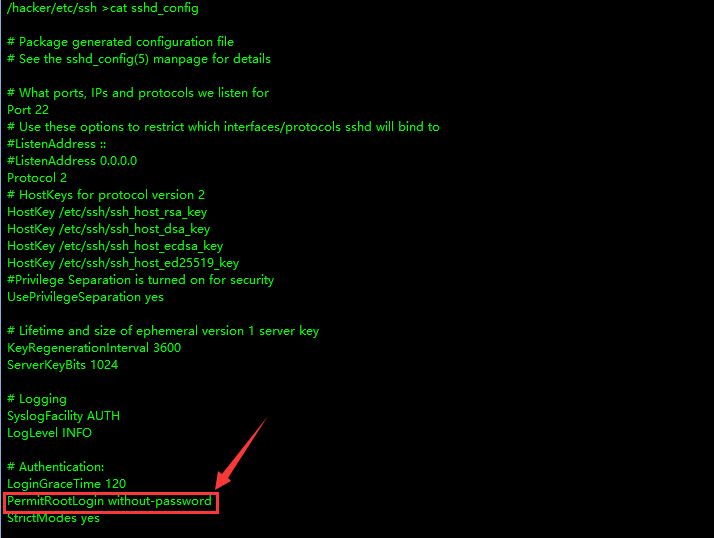 /hacker/etc/ssh >cat sshd_config
# Package generated configuration file
# See the sshd_config(5) manpage for details
# What ports, IPs and protocols we listen for
Port 22
# Use these options to restrict which interfaces/protocols sshd will bind to
#ListenAddress ::
#ListenAddress 0.0.0.0
Protocol 2
# HostKeys for protocol version 2
HostKey /etc/ssh/ssh_host_rsa_key
HostKey /etc/ssh/ssh_host_dsa_key
HostKey /etc/ssh/ssh_host_ecdsa_key
HostKey /etc/ssh/ssh_host_ed25519_key
#Privilege Separation is turned on for security
UsePrivilegeSeparation yes
# Lifetime and size of ephemeral version 1 server key
KeyRegenerationInterval 3600
ServerKeyBits 1024
# Logging
SyslogFacility AUTH
LogLevel INFO
# Authentication:
LoginGraceTime 120
PermitRootLogin without-password
StrictModes yes